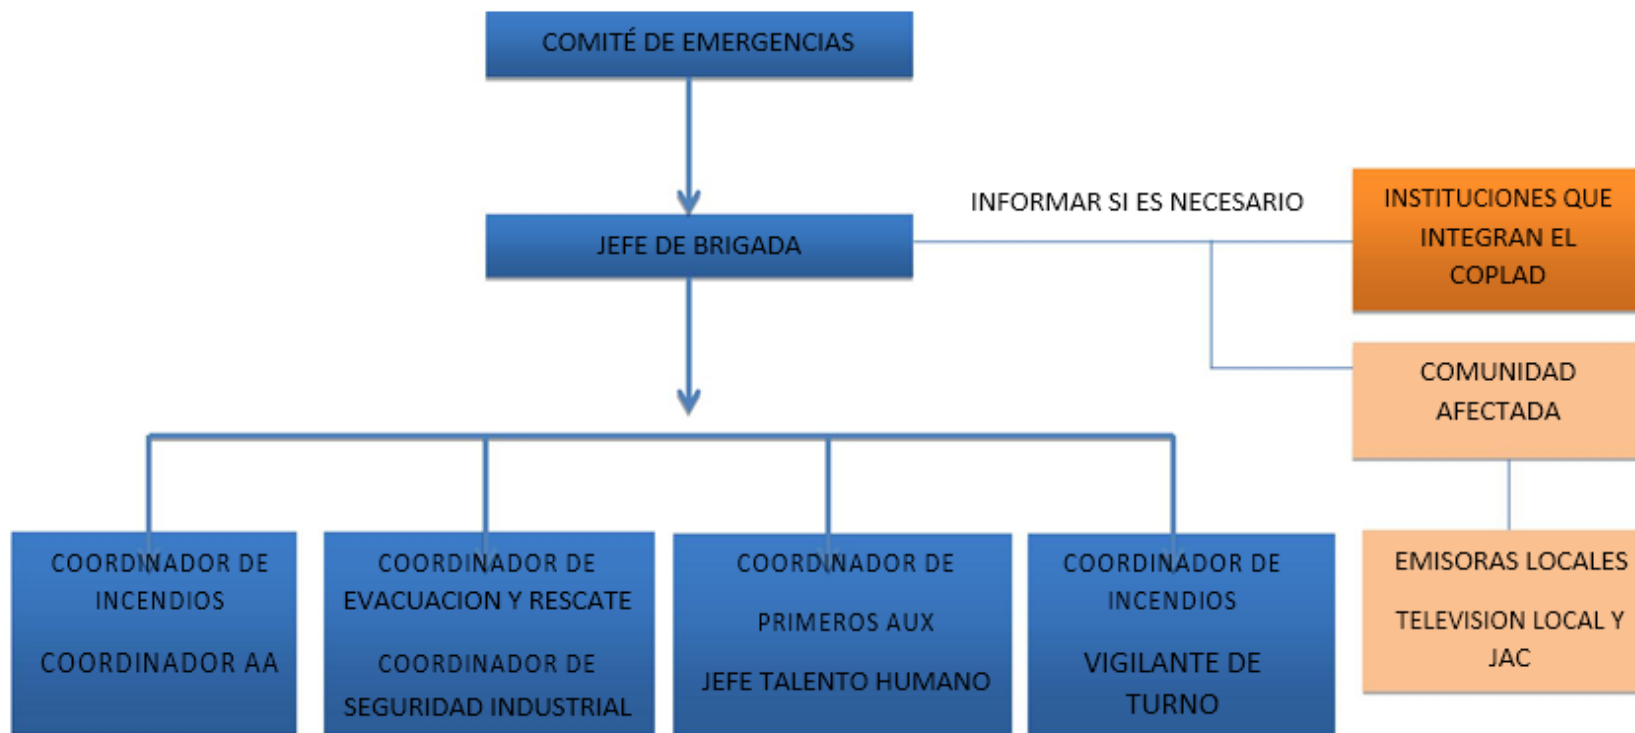 COMITÉ DE EMERGENCIAS
JEFE DE BRIGADA
INFORMAR SI ES NECESARIO
INSTITUCIONES QUE
INTEGRAN EL
COPLAD
COMUNIDAD
AFECTADA
COORDINADOR DE
INCENDIOS
COORDINADOR AA
COORDINADOR DE
EVACUACION Y RESCATE
COORDINADOR DE
SEGURIDAD INDUSTRIAL
COORDINADOR DE
PRIMEROS AUX
JEFE TALENTO HUMANO
COORDINADOR DE
INCENDIOS
VIGILANTE DE
TURNO
EMISORAS LOCALES
TELEVISION LOCAL Y
JAC